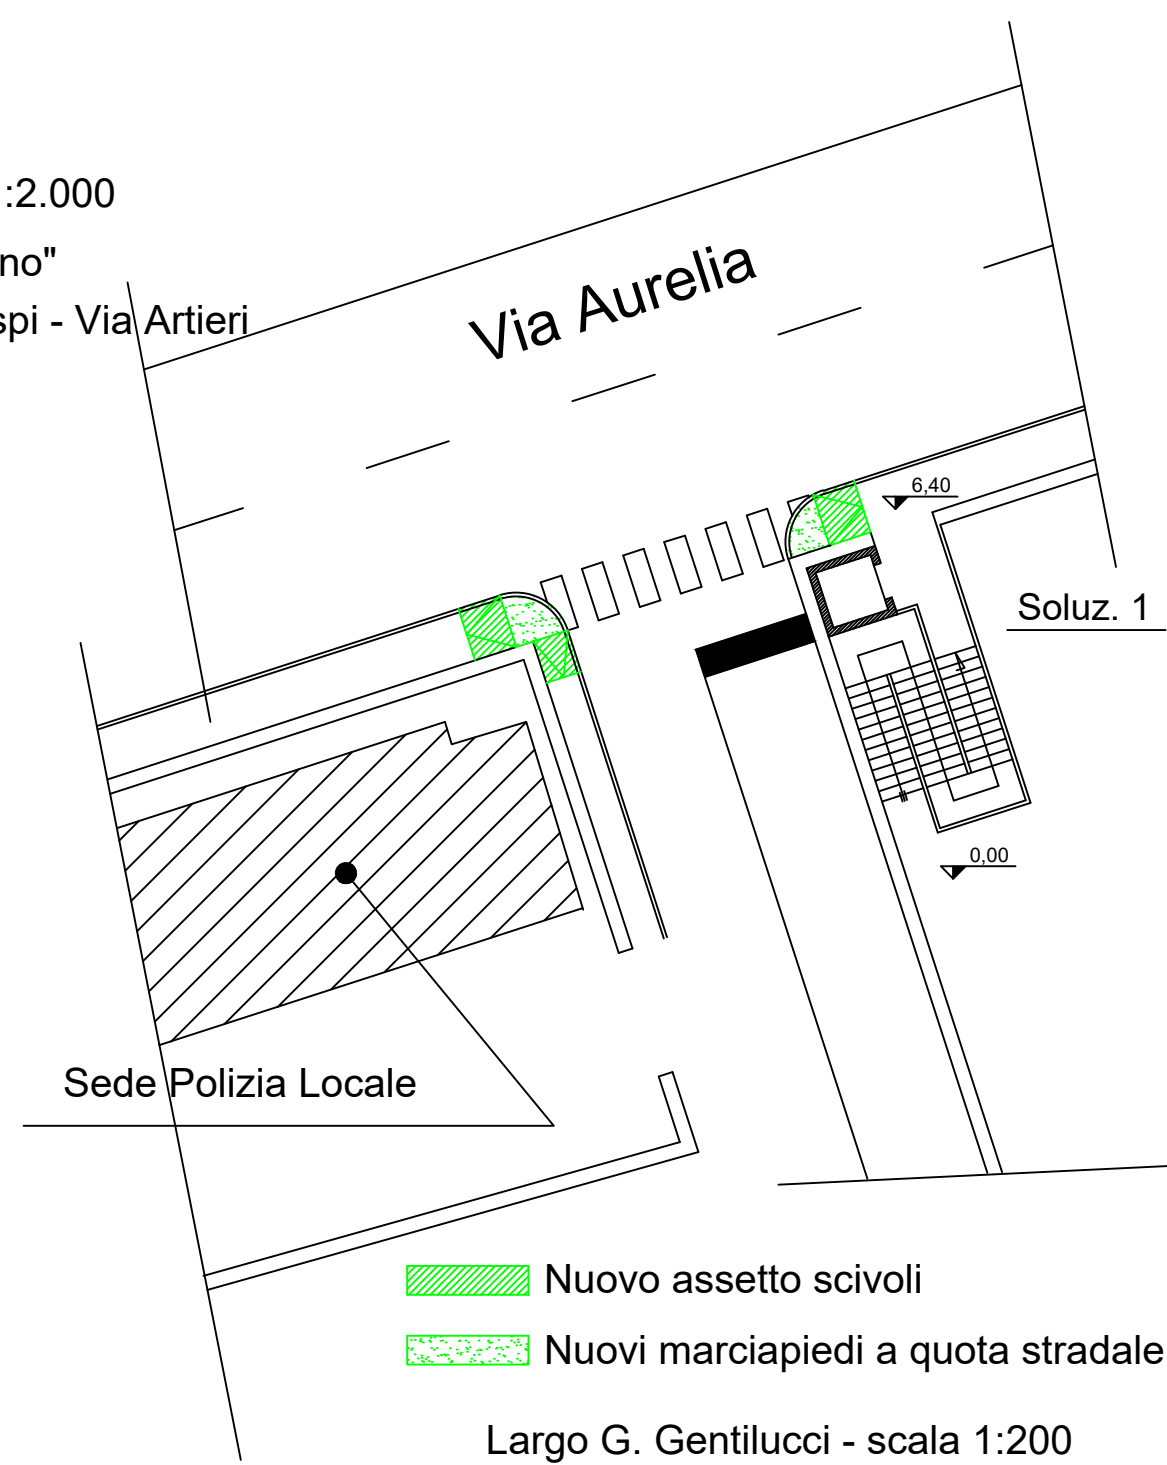 :2.000
no"
spi - Via Artieri
Via Aurelia
6,40
Soluz. 1
0,00
Sede Polizia Locale
Nuovo assetto scivoli
Nuovi marciapiedi a quota stradale
Largo G. Gentilucci - scala 1:200